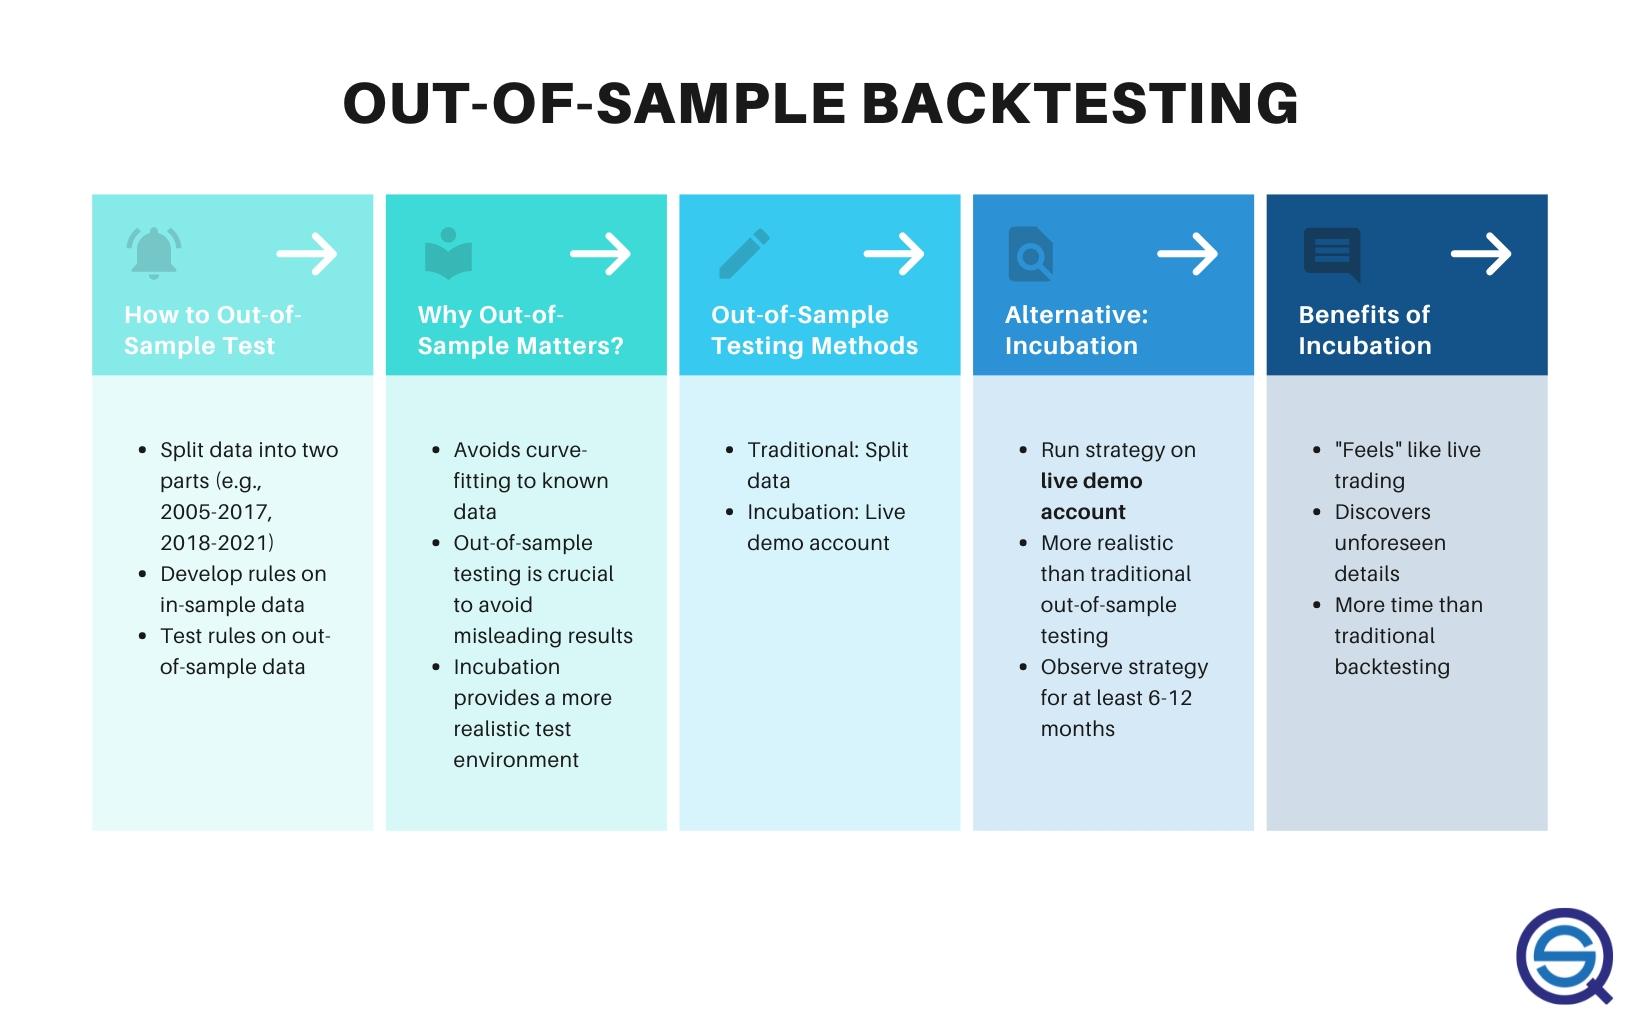 OUT-OF-SAMPLE BACKTESTING
How to Out-of-
Sample Test
• Split data into two
parts (e.g.,
2005-2017,
2018-2021)
• Develop rules on
in-sample data
• Test rules on out-
of-sample data
Why Out-of-
Sample Matters?
• Avoids curve-
fitting to known
data
• Out-of-sample
testing is crucial
to avoid
misleading results
• Incubation
provides a more
realistic test
environment
Out-of-Sample
Testing Methods
• Traditional: Split
data
• Incubation: Live
demo account
Alternative:
Incubation
• Run strategy on
live demo
account
• More realistic
than traditional
out-of-sample
testing
• Observe strategy
for at least 6-12
months
Benefits of
Incubation
• "Feels" like live
trading
• Discovers
unforeseen
details
• More time than
traditional
backtesting